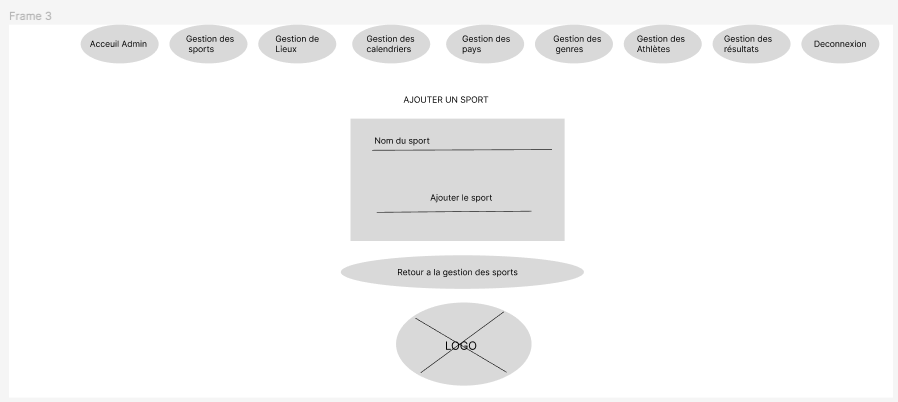 Frame 3
Acceuil Admin
Gestion des
sports
Gestion de
Lieux
Gestion des
calendriers
Gestion des
pays
Gestion des
genres
Gestion des
Athlètes
Gestion des
résultats
Deconnexion
AJOUTER UN SPORT
Nom du sport
Ajouter le sport
Retour a la gestion des sports
LOGO